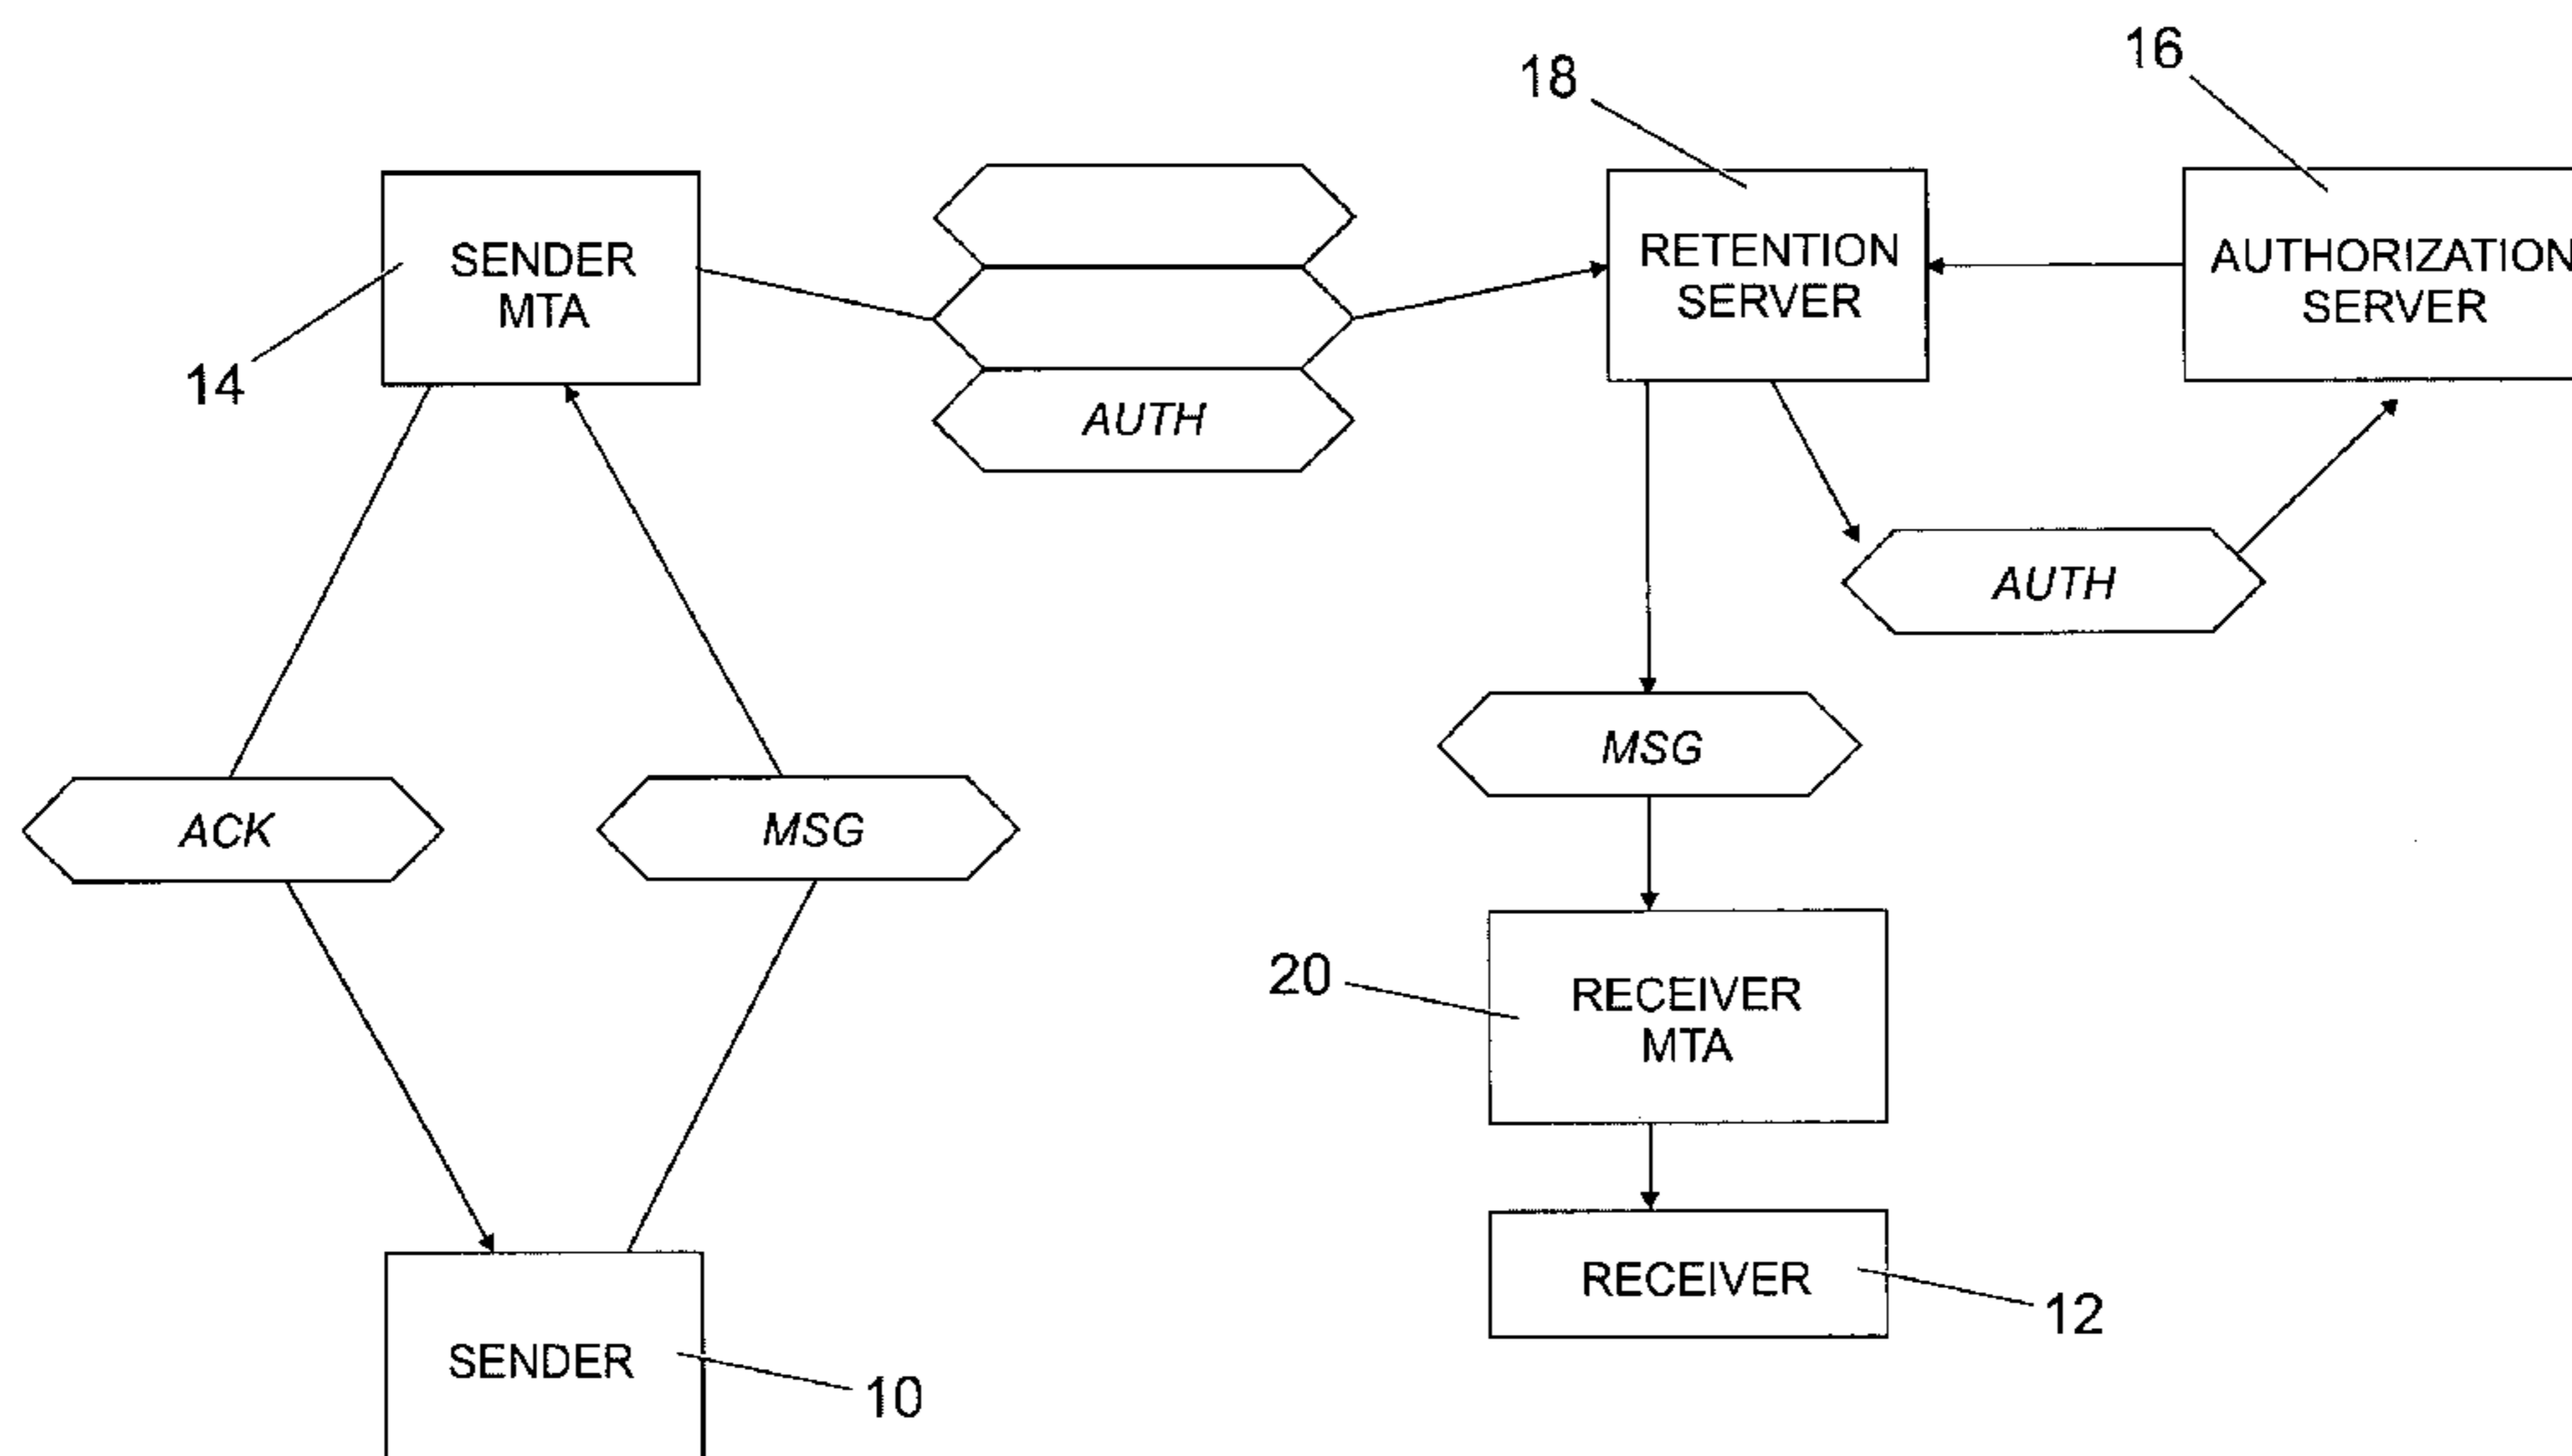 16
18
SENDER
MTA
RETENTION
SERVER
AUTHORIZATION
SERVER
14
AUTH
AUTH
MSG
ACK
MSG
20
RECEIVER
MTA
RECEIVER
12
SENDER
10